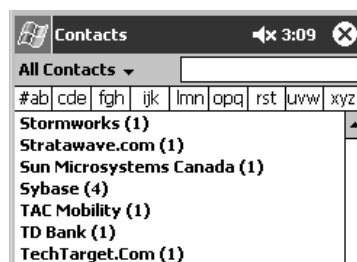 Contacts 3:09
All Contacts
#ab cde fgh ijk lmn opq rst uvw xyz
Stormworks (1)
Stratawave.com (1)
Sun Microsystems Canada (1)
Sybase (4)
TAC Mobility (1)
TD Bank (1)
TechTarget.Com (1)